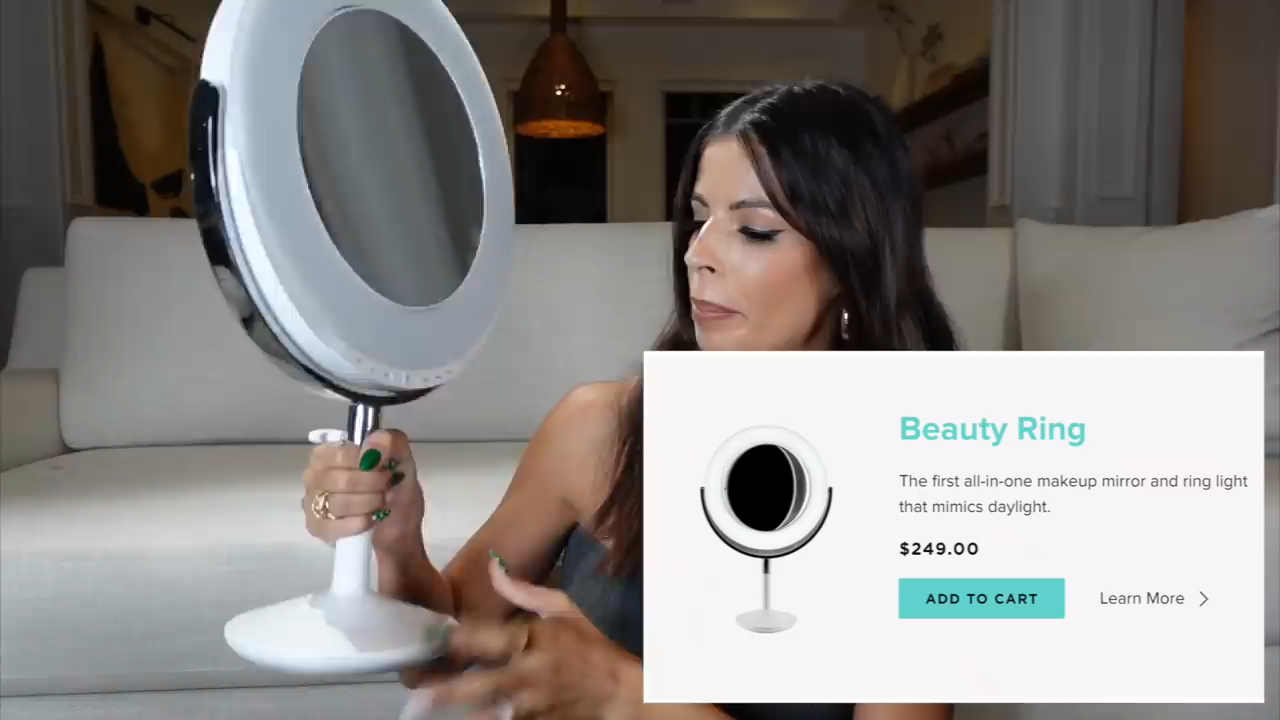 Beauty Ring
The first all-in-one makeup mirror and ring light
that mimics daylight.
$249.00
ADD TO CART
Learn More